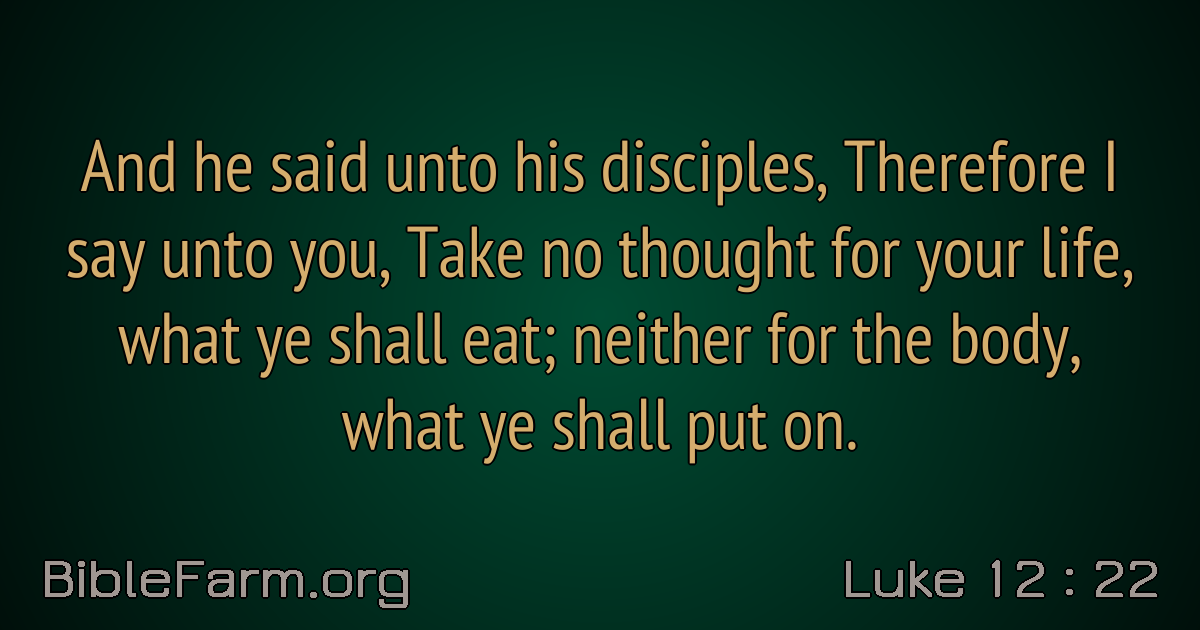 And he said unto his disciples, Therefore I
say unto you, Take no thought for your life,
what ye shall eat; neither for the body,
what ye shall put on.
BibleFarm.org
Luke 12 : 22